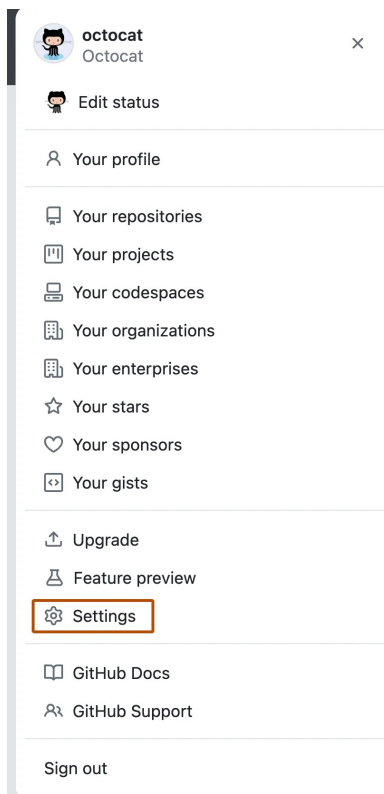 octocat
Octocat
Edit status
Your profile
Your repositories
Your projects
Your codespaces
Your organizations
Your enterprises
Your stars
Your sponsors
Your gists
Upgrade
Feature preview
Settings
GitHub Docs
GitHub Support
Sign out